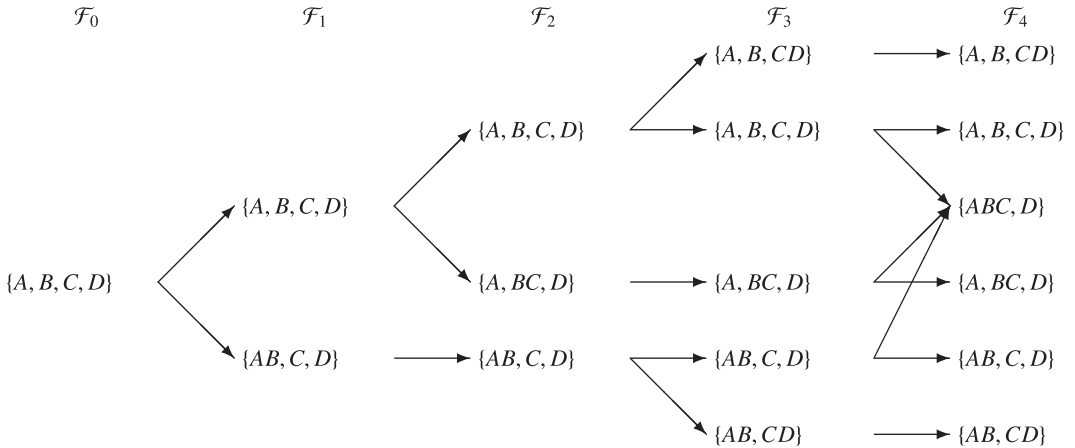 ℱ₀ ℱ₁ ℱ₂ ℱ₃ ℱ₄
{A, B, CD} {A, B, CD}
{A, B, C, D} {A, B, C, D} {A, B, C, D}
{A, B, C, D} {ABC, D}
{A, B, C, D} {A, BC, D} {A, BC, D} {A, BC, D}
{AB, C, D} {AB, C, D} {AB, C, D} {AB, C, D}
{AB, CD} {AB, CD}